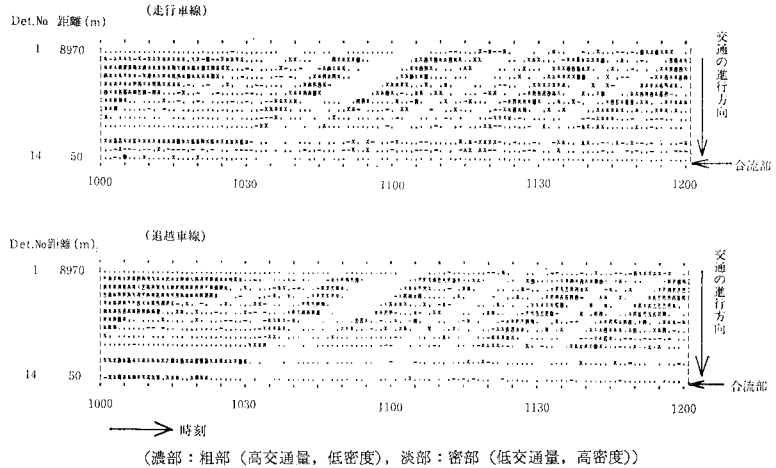 (走行車線)
Det.No 距離(m)
1 8970
14 50
1000 1030 1100 1130 1200
交通の進行方向
合流部
(追越車線)
Det.No 距離(m)
1 8970
14 50
1000 1030 1100 1130 1200
交通の進行方向
合流部
時刻
(濃部:粗部(高交通量,低密度),淡部:密部(低交通量,高密度))